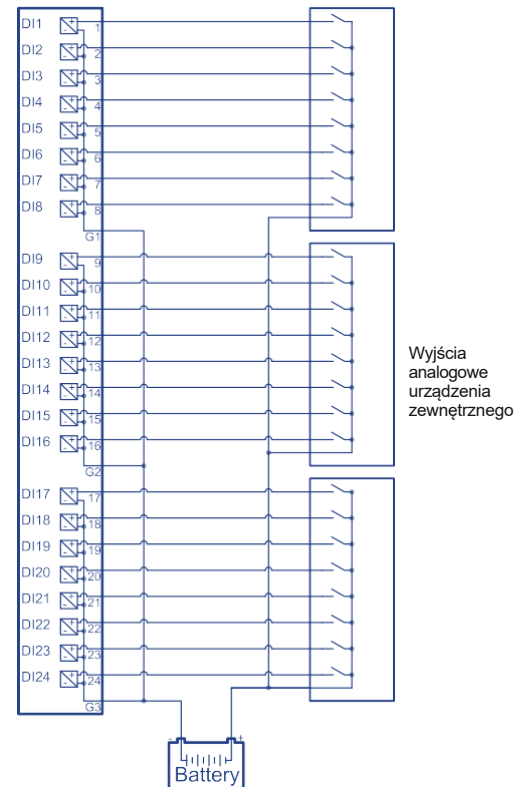 DI1 + - 1
DI2 + - 2
DI3 + - 3
DI4 + - 4
DI5 + - 5
DI6 + - 6
DI7 + - 7
DI8 + - 8
G1
DI9 + - 9
DI10 + - 10
DI11 + - 11
DI12 + - 12
DI13 + - 13
DI14 + - 14
DI15 + - 15
DI16 + - 16
G2
DI17 + - 17
DI18 + - 18
DI19 + - 19
DI20 + - 20
DI21 + - 21
DI22 + - 22
DI23 + - 23
DI24 + - 24
G3
Wyjścia
analogowe
urządzenia
zewnętrznego
- +
Battery